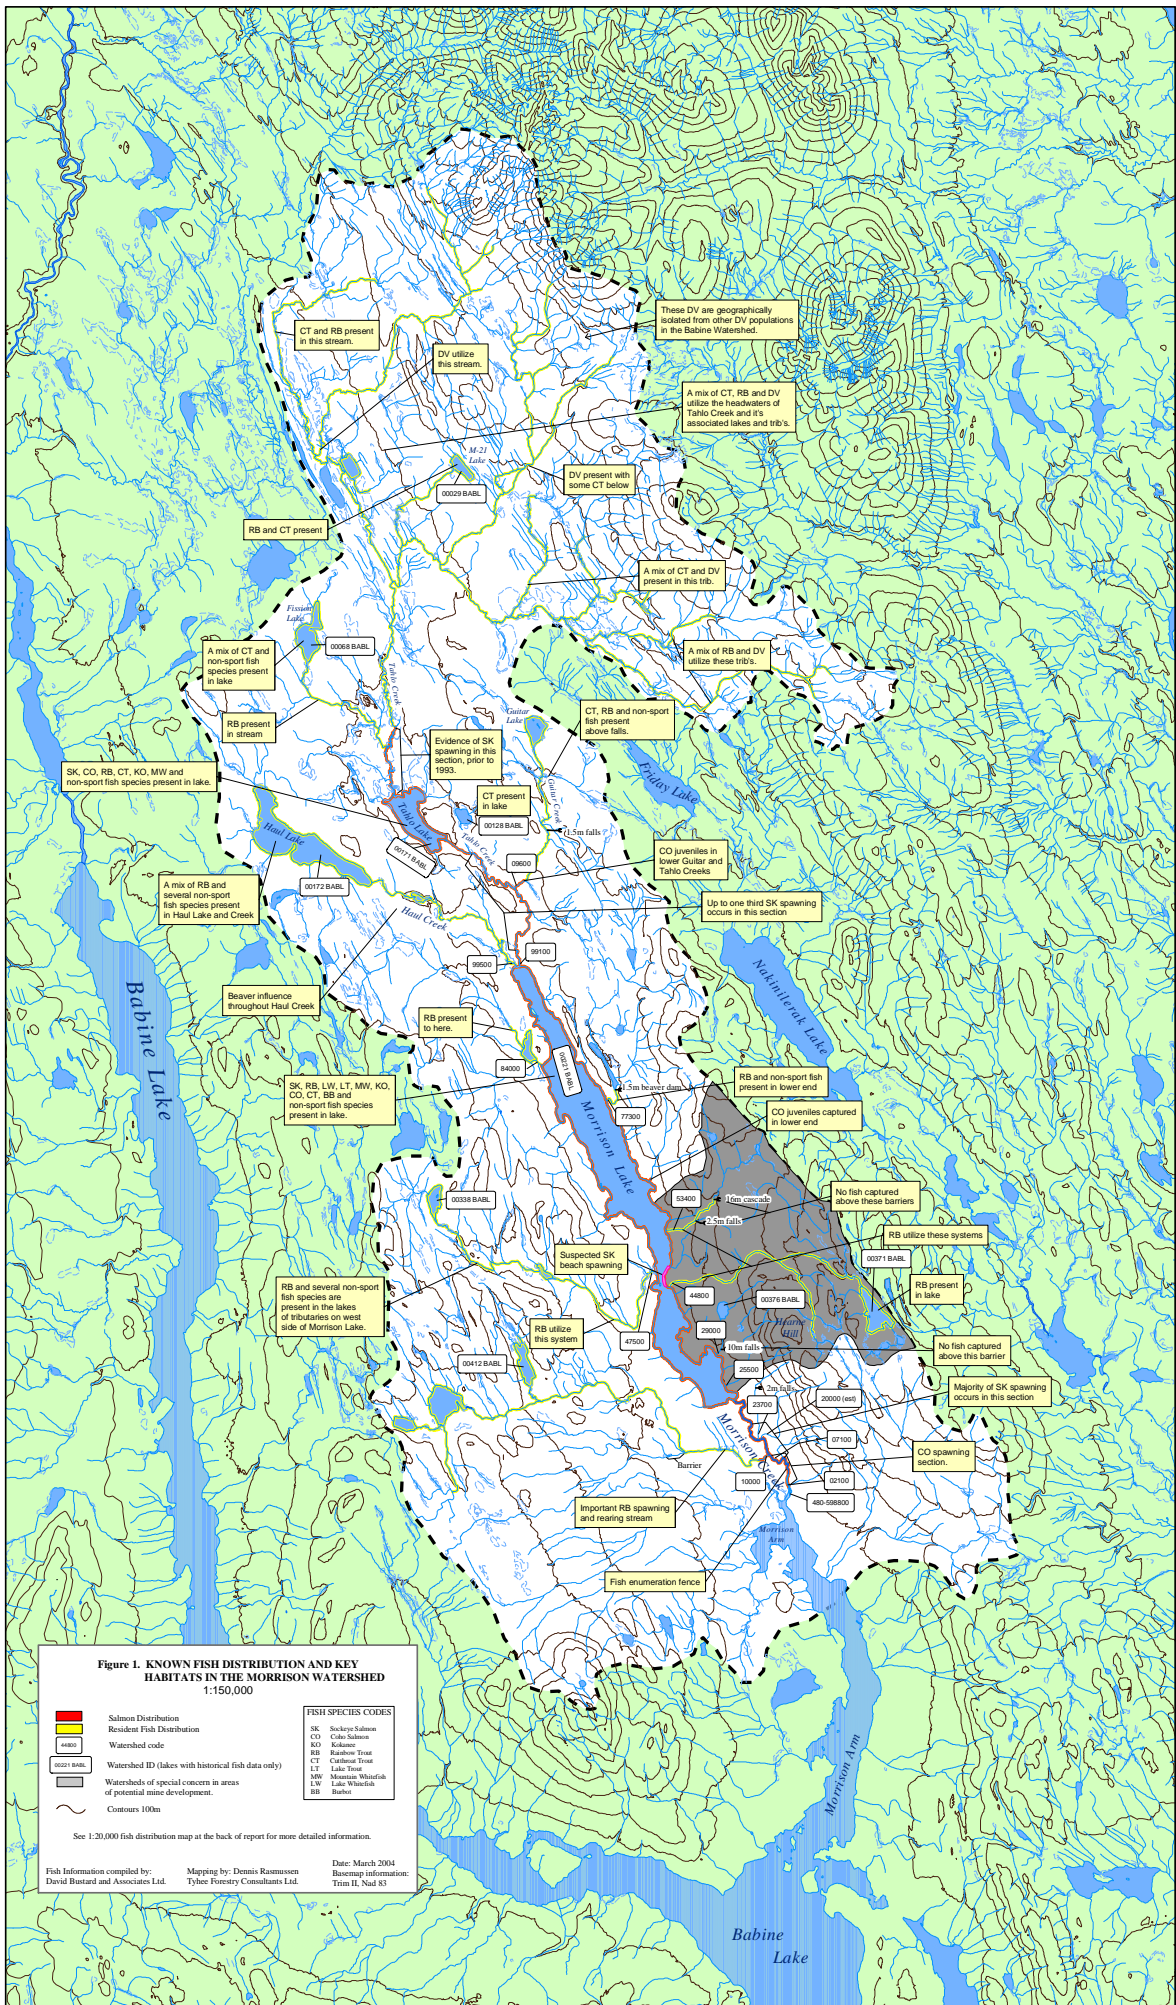 These DV are geographically
isolated from other DV populations
in the Babine Watershed.
CT and RB present
in this stream.
DV utilize
this stream.
A mix of CT, RB and DV
utilize the headwaters of
Tahlo Creek and it's
associated lakes and trib's.
M-21
Lake
DV present with
some CT below
00029 BABL
RB and CT present
A mix of CT and DV
present in this trib.
Fission
Lake
00068 BABL
A mix of CT and
non-sport fish
species present
in lake
A mix of RB and DV
utilize these trib's.
Tahlo Creek
RB present
in stream
Guitar
Lake
CT, RB and non-sport
fish present
above falls.
Evidence of SK
spawning in this
section, prior to
1993.
SK, CO, RB, CT, KO, MW and
non-sport fish species present in lake.
Friday Lake
CT present
in lake
Guitar Creek
Tahlo Lake
00128 BABL
1.5m falls
Haul Lake
Tahlo Creek
00171 BABL
09600
CO juveniles in
lower Guitar and
Tahlo Creeks
A mix of RB and
several non-sport
fish species present
in Haul Lake and Creek
00172 BABL
Haul Creek
Up to one third SK spawning
occurs in this section
99100
99500
Nakinilerak Lake
Babine Lake
Beaver influence
throughout Haul Creek
RB present
to here.
84000
00221 BABL
1.5m beaver dam
RB and non-sport fish
present in lower end
SK, RB, LW, LT, MW, KO,
CO, CT, BB and
non-sport fish species
present in lake.
77300
CO juveniles captured
in lower end
Morrison Lake
00338 BABL
53400
16m cascade
No fish captured
above these barriers
2.5m falls
RB utilize these systems
Suspected SK
beach spawning
00371 BABL
RB and several non-sport
fish species are
present in the lakes
of tributaries on west
side of Morrison Lake.
44800
00376 BABL
RB present
in lake
RB utilize
this system
Hearne
Hill
29000
47500
10m falls
No fish captured
above this barrier
00412 BABL
25500
2m falls
Majority of SK spawning
occurs in this section
20000 (est)
23700
Morrison Creek
07100
CO spawning
section.
Barrier
10000
02100
480-598800
Important RB spawning
and rearing stream
Morrison
Arm
Fish enumeration fence
Morrison Arm
Babine
Lake
Figure 1. KNOWN FISH DISTRIBUTION AND KEY
HABITATS IN THE MORRISON WATERSHED
1:150,000
Salmon Distribution
Resident Fish Distribution
44800
Watershed code
00221 BABL
Watershed ID (lakes with historical fish data only)
Watersheds of special concern in areas
of potential mine development.
Contours 100m
FISH SPECIES CODES
SK Sockeye Salmon
CO Coho Salmon
KO Kokanee
RB Rainbow Trout
CT Cutthroat Trout
LT Lake Trout
MW Mountain Whitefish
LW Lake Whitefish
BB Burbot
See 1:20,000 fish distribution map at the back of report for more detailed information.
Fish Information compiled by:
David Bustard and Associates Ltd.
Mapping by: Dennis Rasmussen
Tyhee Forestry Consultants Ltd.
Date: March 2004
Basemap information:
Trim II, Nad 83